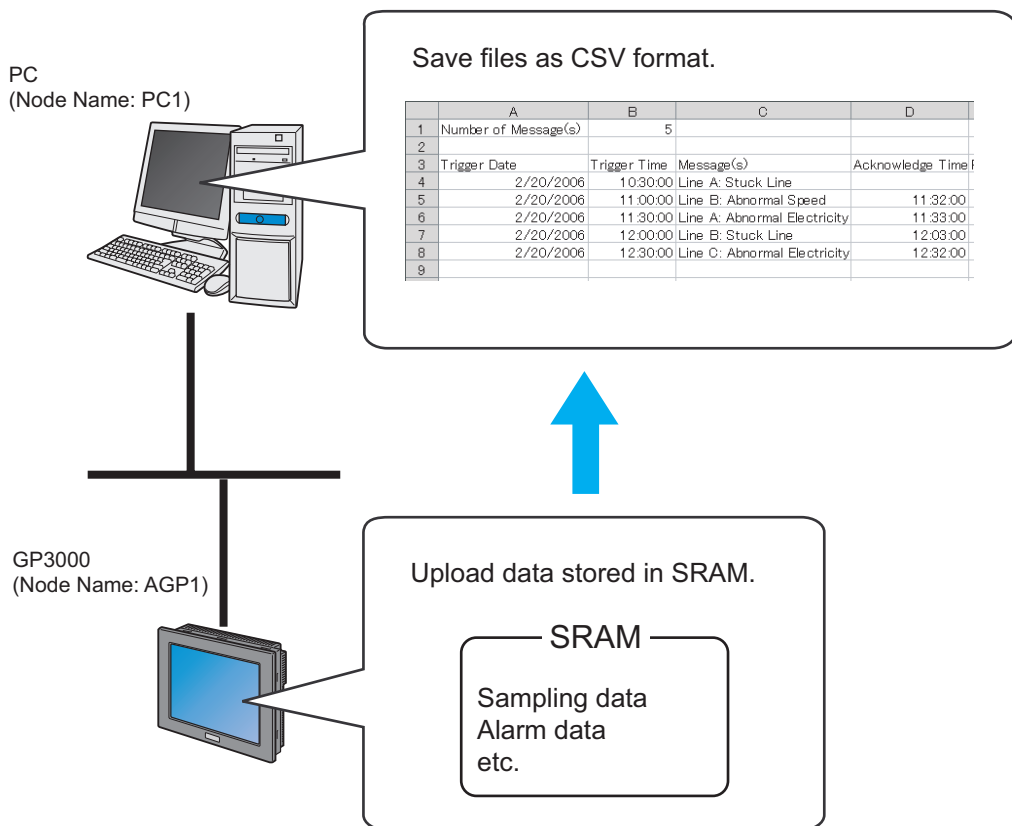 PC
(Node Name: PC1)
Save files as CSV format.
A B C D
1 Number of Message(s) 5
2
3 Trigger Date Trigger Time Message(s) Acknowledge Time
4 2/20/2006 10:30:00 Line A: Stuck Line
5 2/20/2006 11:00:00 Line B: Abnormal Speed 11:32:00
6 2/20/2006 11:30:00 Line A: Abnormal Electricity 11:33:00
7 2/20/2006 12:00:00 Line B: Stuck Line 12:03:00
8 2/20/2006 12:30:00 Line C: Abnormal Electricity 12:32:00
9
GP3000
(Node Name: AGP1)
Upload data stored in SRAM.
SRAM
Sampling data
Alarm data
etc.